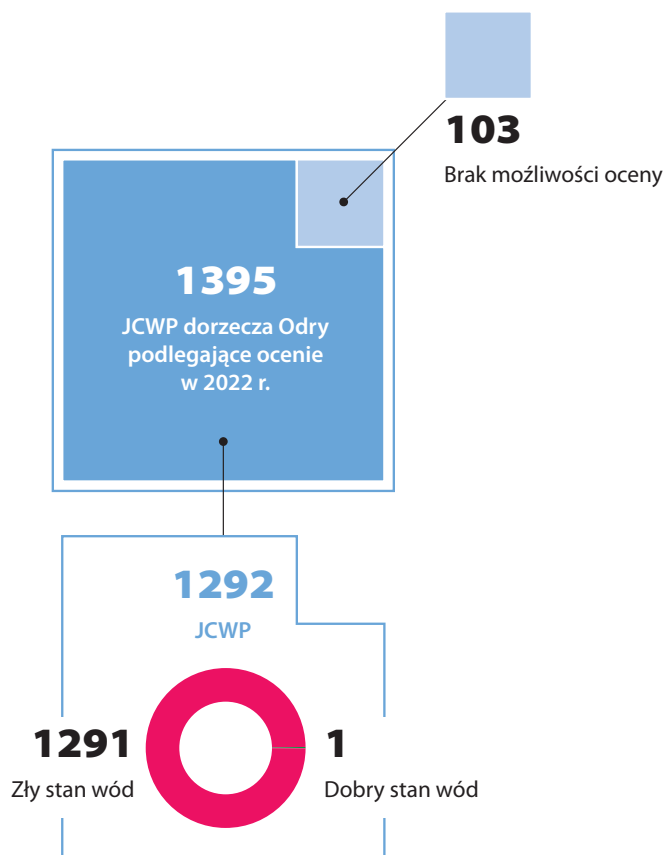 103
Brak możliwości oceny
1395
JCWP dorzecza Odry
podlegające ocenie
w 2022 r.
1292
JCWP
1291
Zły stan wód
1
Dobry stan wód